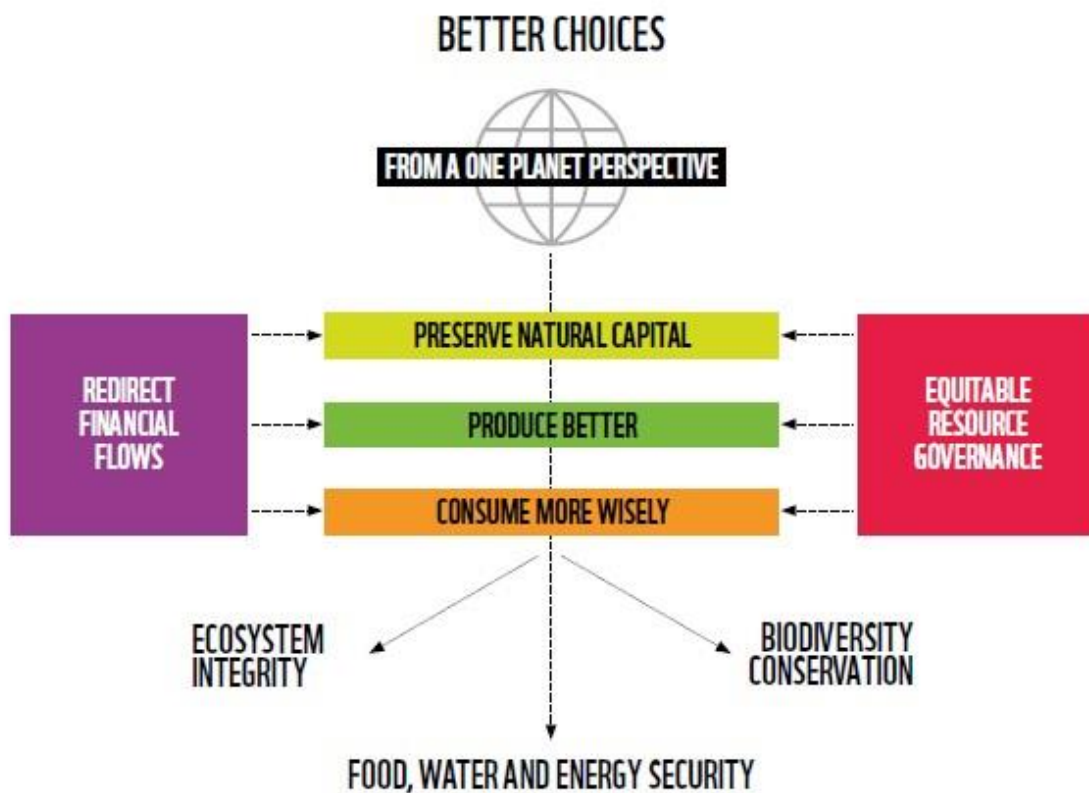 BETTER CHOICES
FROM A ONE PLANET PERSPECTIVE
PRESERVE NATURAL CAPITAL
REDIRECT
FINANCIAL
FLOWS
PRODUCE BETTER
EQUITABLE
RESOURCE
GOVERNANCE
CONSUME MORE WISELY
ECOSYSTEM
INTEGRITY
BIODIVERSITY
CONSERVATION
FOOD, WATER AND ENERGY SECURITY